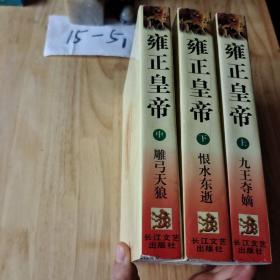 15-51
雍正皇帝
中
雕弓天狼
长江文艺出版社
雍正皇帝
下
恨水东逝
长江文艺出版社
雍正皇帝
上
九王夺嫡
长江文艺出版社